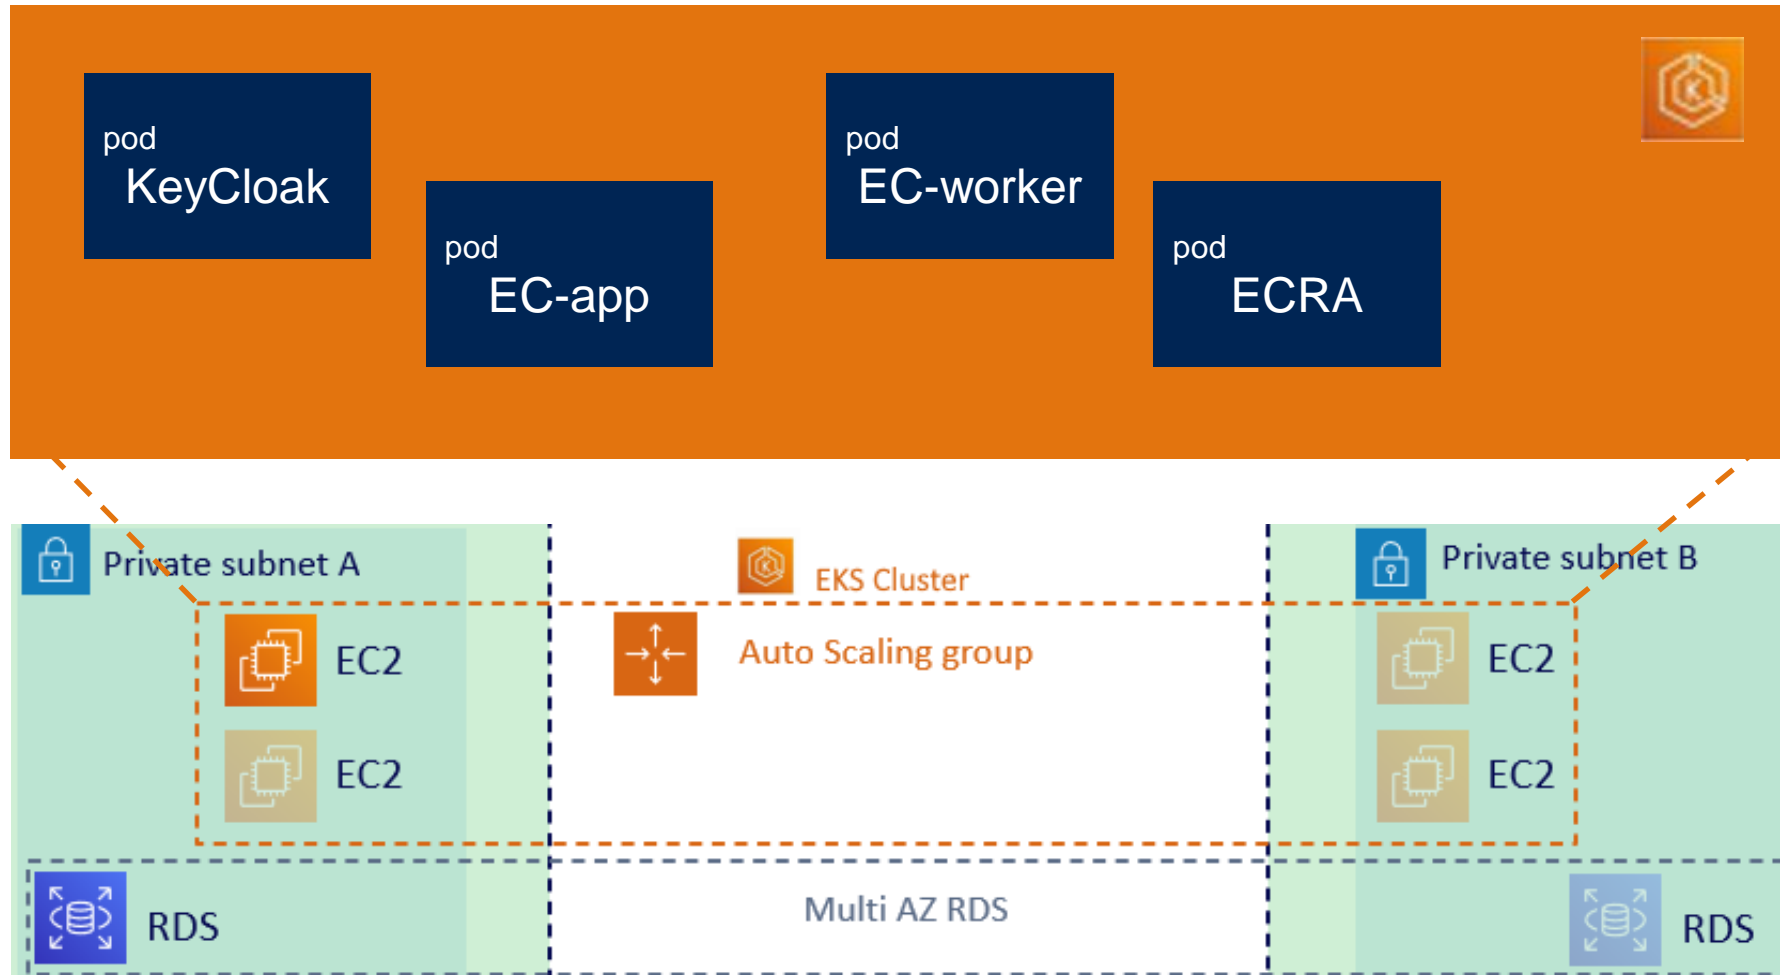 pod
KeyCloak
pod
EC-app
pod
EC-worker
pod
ECRA
Private subnet A
EKS Cluster
Private subnet B
EC2
Auto Scaling group
EC2
EC2
EC2
RDS
Multi AZ RDS
RDS